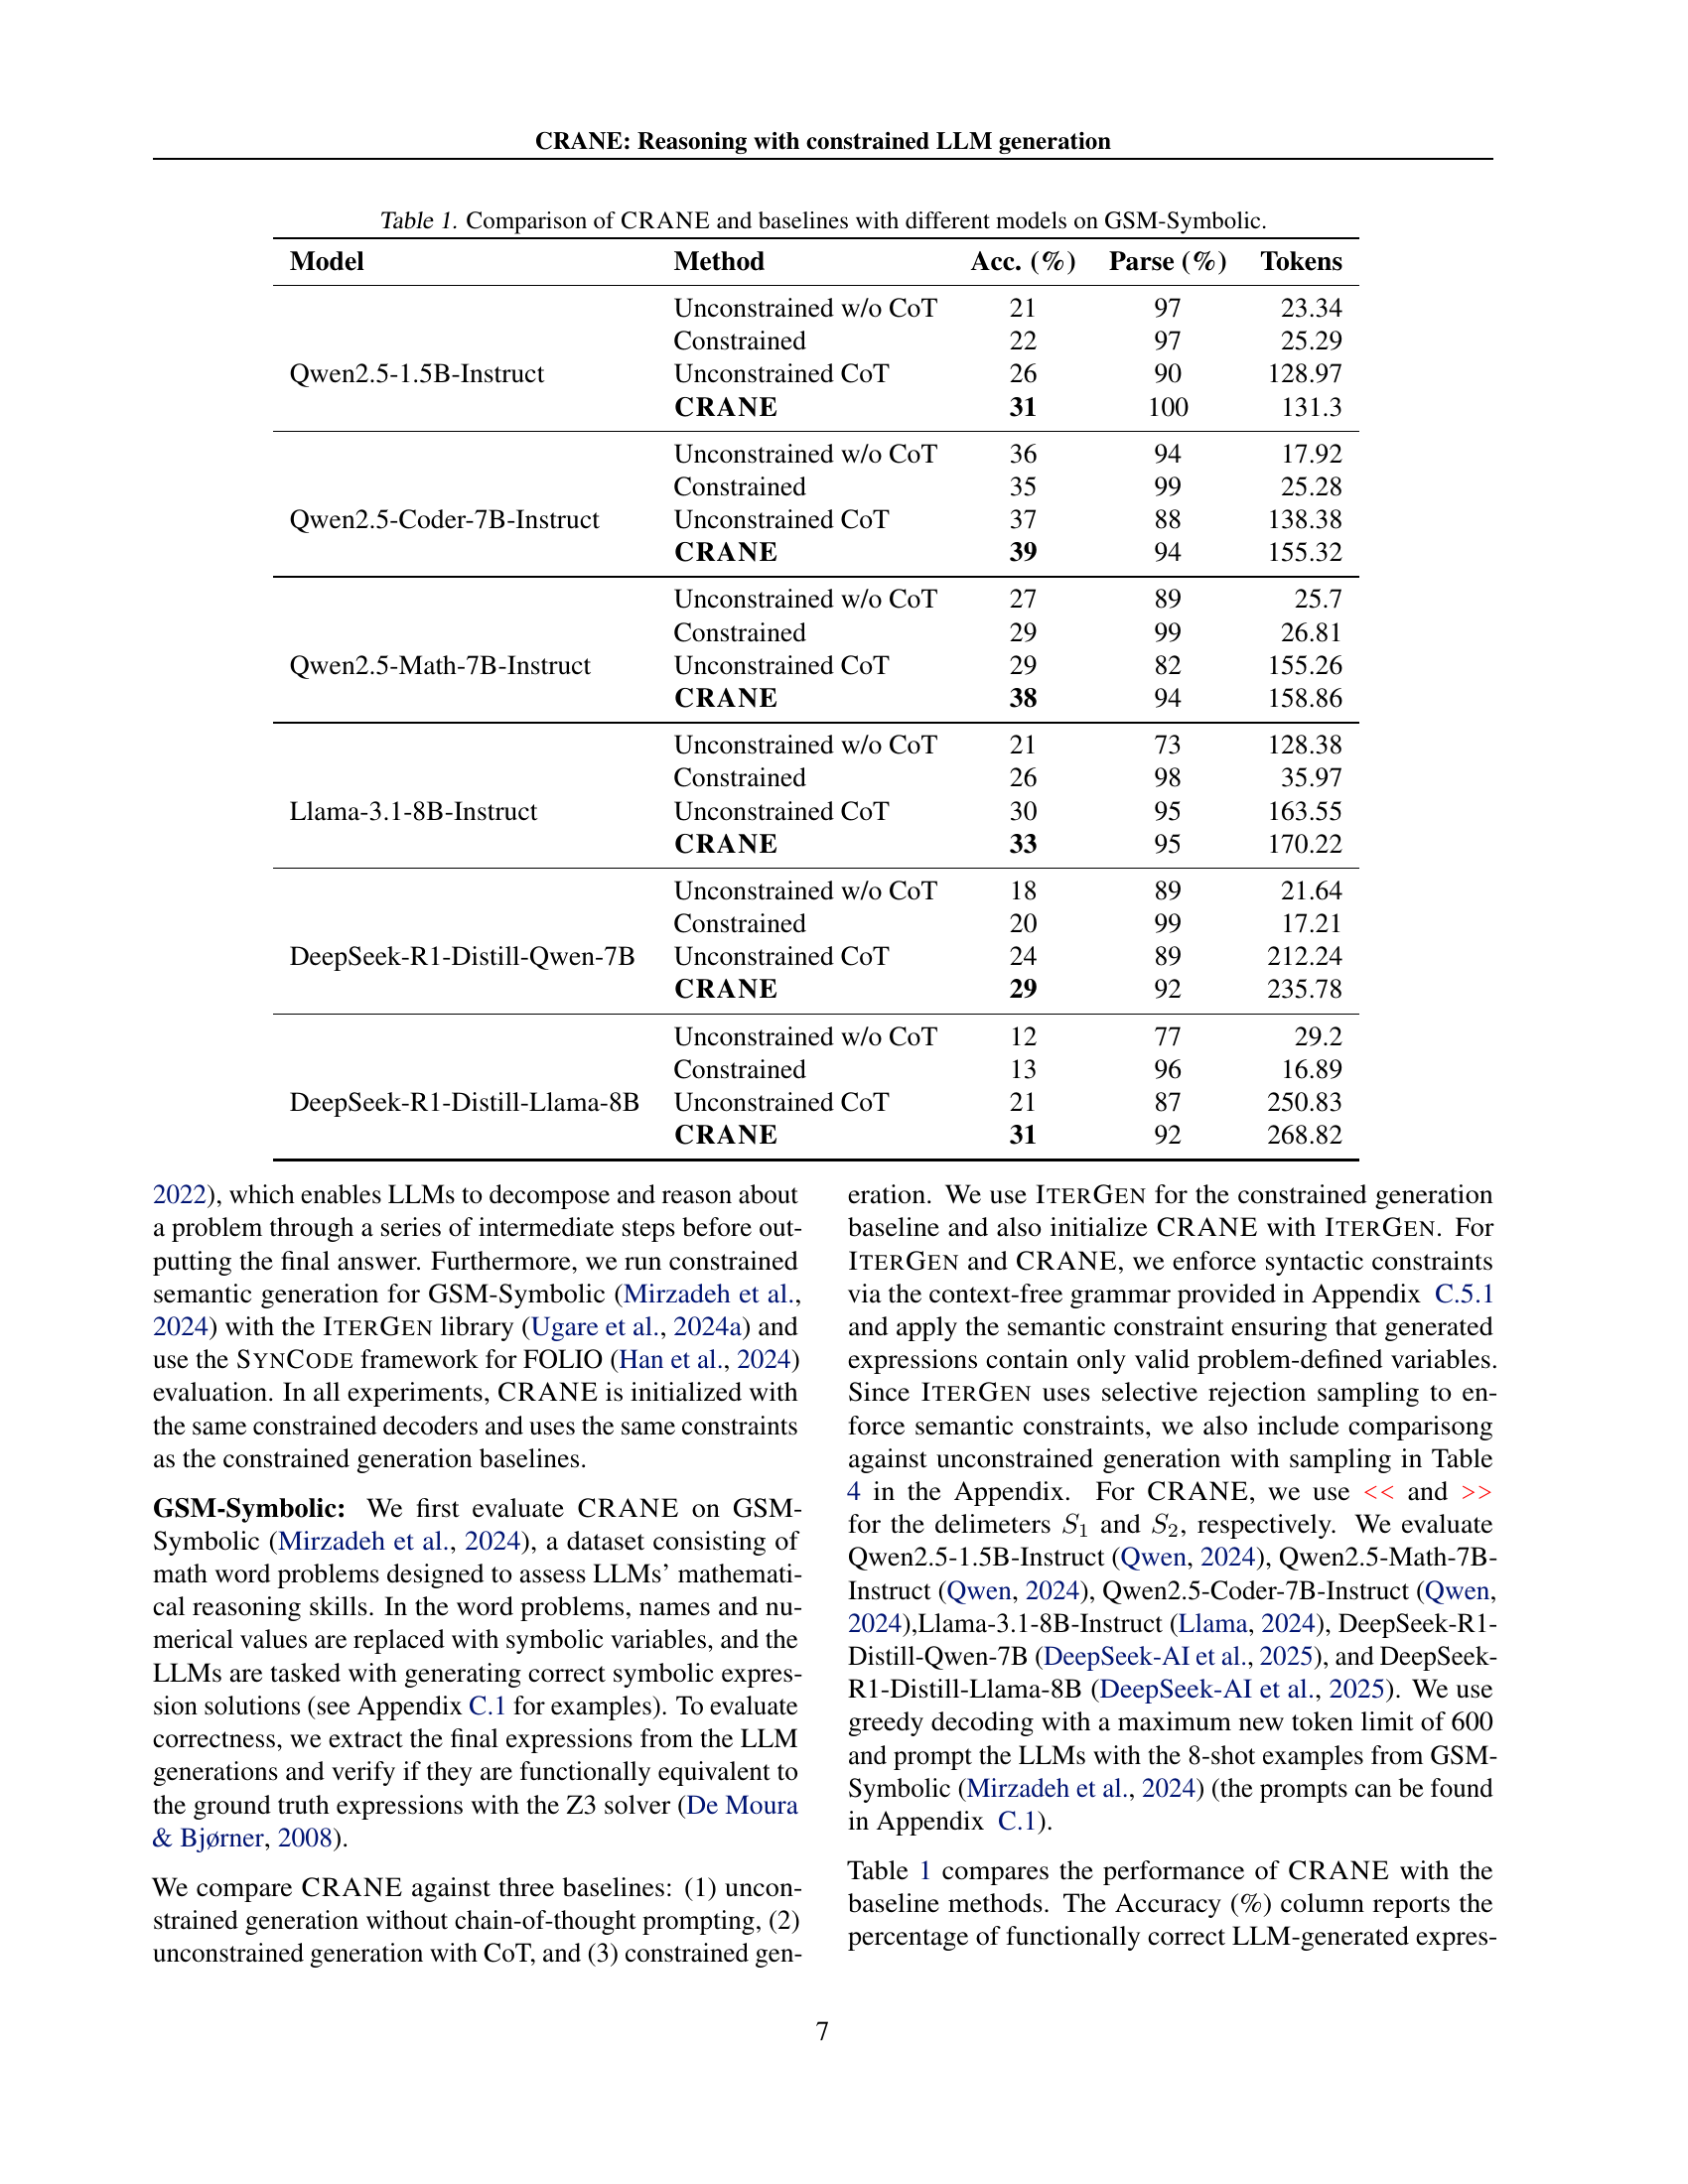 CRANE: Reasoning with constrained LLM generation
Table 1. Comparison of CRANE and baselines with different models on GSM-Symbolic.
Model Method Acc. (%) Parse (%) Tokens
Unconstrained w/o CoT 21 97 23.34
Constrained 22 97 25.29
Qwen2.5-1.5B-Instruct Unconstrained CoT 26 90 128.97
CRANE 31 100 131.3
Unconstrained w/o CoT 36 94 17.92
Constrained 35 99 25.28
Qwen2.5-Coder-7B-Instruct Unconstrained CoT 37 88 138.38
CRANE 39 94 155.32
Unconstrained w/o CoT 27 89 25.7
Constrained 29 99 26.81
Qwen2.5-Math-7B-Instruct Unconstrained CoT 29 82 155.26
CRANE 38 94 158.86
Unconstrained w/o CoT 21 73 128.38
Constrained 26 98 35.97
Llama-3.1-8B-Instruct Unconstrained CoT 30 95 163.55
CRANE 33 95 170.22
Unconstrained w/o CoT 18 89 21.64
Constrained 20 99 17.21
DeepSeek-R1-Distill-Qwen-7B Unconstrained CoT 24 89 212.24
CRANE 29 92 235.78
Unconstrained w/o CoT 12 77 29.2
Constrained 13 96 16.89
DeepSeek-R1-Distill-Llama-8B Unconstrained CoT 21 87 250.83
CRANE 31 92 268.82
2022), which enables LLMs to decompose and reason about
a problem through a series of intermediate steps before out-
putting the final answer. Furthermore, we run constrained
semantic generation for GSM-Symbolic (Mirzadeh et al.,
2024) with the ITERGEN library (Ugare et al., 2024a) and
use the SYNCODE framework for FOLIO (Han et al., 2024)
evaluation. In all experiments, CRANE is initialized with
the same constrained decoders and uses the same constraints
as the constrained generation baselines.
GSM-Symbolic: We first evaluate CRANE on GSM-
Symbolic (Mirzadeh et al., 2024), a dataset consisting of
math word problems designed to assess LLMs' mathemati-
cal reasoning skills. In the word problems, names and nu-
merical values are replaced with symbolic variables, and the
LLMs are tasked with generating correct symbolic expres-
sion solutions (see Appendix C.1 for examples). To evaluate
correctness, we extract the final expressions from the LLM
generations and verify if they are functionally equivalent to
the ground truth expressions with the Z3 solver (De Moura
& Bjørner, 2008).
We compare CRANE against three baselines: (1) uncon-
strained generation without chain-of-thought prompting, (2)
unconstrained generation with CoT, and (3) constrained gen-
eration. We use ITERGEN for the constrained generation
baseline and also initialize CRANE with ITERGEN. For
ITERGEN and CRANE, we enforce syntactic constraints
via the context-free grammar provided in Appendix C.5.1
and apply the semantic constraint ensuring that generated
expressions contain only valid problem-defined variables.
Since ITERGEN uses selective rejection sampling to en-
force semantic constraints, we also include comparisong
against unconstrained generation with sampling in Table
4 in the Appendix. For CRANE, we use << and >>
for the delimeters S1 and S2, respectively. We evaluate
Qwen2.5-1.5B-Instruct (Qwen, 2024), Qwen2.5-Math-7B-
Instruct (Qwen, 2024), Qwen2.5-Coder-7B-Instruct (Qwen,
2024),Llama-3.1-8B-Instruct (Llama, 2024), DeepSeek-R1-
Distill-Qwen-7B (DeepSeek-AI et al., 2025), and DeepSeek-
R1-Distill-Llama-8B (DeepSeek-AI et al., 2025). We use
greedy decoding with a maximum new token limit of 600
and prompt the LLMs with the 8-shot examples from GSM-
Symbolic (Mirzadeh et al., 2024) (the prompts can be found
in Appendix C.1).
Table 1 compares the performance of CRANE with the
baseline methods. The Accuracy (%) column reports the
percentage of functionally correct LLM-generated expres-
7